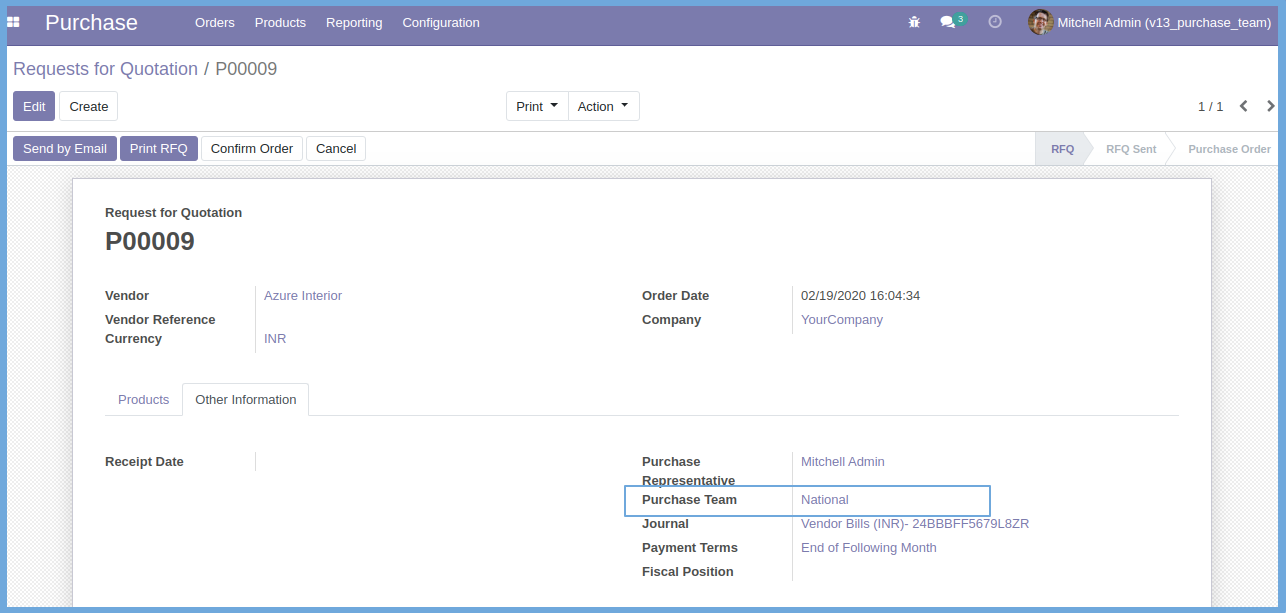 Purchase Orders Products Reporting Configuration 3 Mitchell Admin (v13_purchase_team)
Requests for Quotation / P00009
Edit Create Print Action 1 / 1
Send by Email Print RFQ Confirm Order Cancel RFQ RFQ Sent Purchase Order
Request for Quotation
P00009
Vendor Azure Interior Order Date 02/19/2020 16:04:34
Vendor Reference Company YourCompany
Currency INR
Products Other Information
Receipt Date Purchase Mitchell Admin
Representative
Purchase Team National
Journal Vendor Bills (INR)- 24BBBFF5679L8ZR
Payment Terms End of Following Month
Fiscal Position